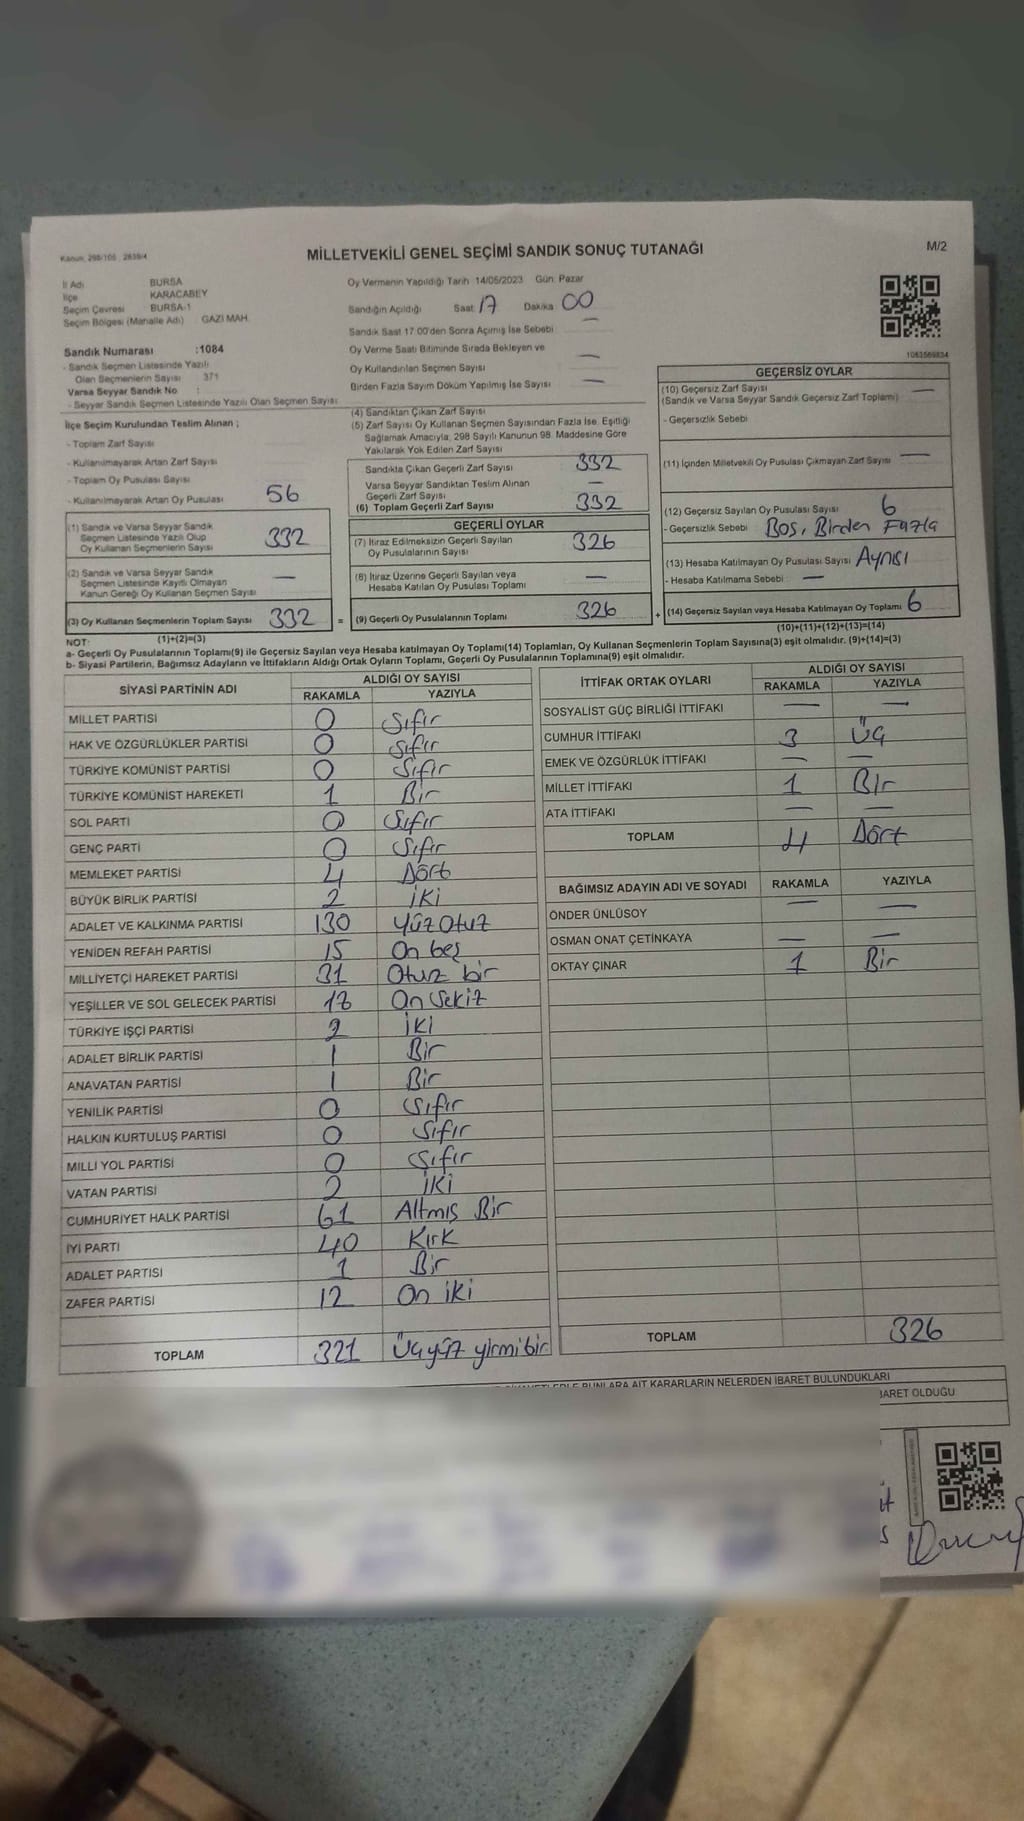 Kanun: 298/105 , 2839/4
MİLLETVEKİLİ GENEL SEÇİMİ SANDIK SONUÇ TUTANAĞI
M/2
İl Adı BURSA
İlçe KARACABEY
Seçim Çevresi BURSA-1
Seçim Bölgesi (Mahalle Adı) GAZİ MAH.
Sandık Numarası :1084
- Sandık Seçmen Listesinde Yazılı
Olan Seçmenlerin Sayısı 371
Varsa Seyyar Sandık No :
- Seyyar Sandık Seçmen Listesinde Yazılı Olan Seçmen Sayısı
Oy Vermenin Yapıldığı Tarih 14/05/2023 Gün: Pazar
Sandığın Açıldığı Saat 17 Dakika 00
Sandık Saat 17:00'den Sonra Açılmış İse Sebebi —
Oy Verme Saati Bitiminde Sırada Bekleyen ve
Oy Kullandırılan Seçmen Sayısı —
Birden Fazla Sayım Döküm Yapılmış İse Sayısı —
1083569834
İlçe Seçim Kurulundan Teslim Alınan ;
- Toplam Zarf Sayısı
- Kullanılmayarak Artan Zarf Sayısı
- Toplam Oy Pusulası Sayısı
- Kullanılmayarak Artan Oy Pusulası 56
(1) Sandık ve Varsa Seyyar Sandık
Seçmen Listesinde Yazılı Olup
Oy Kullanan Seçmenlerin Sayısı 332
(2) Sandık ve Varsa Seyyar Sandık
Seçmen Listesinde Kayıtlı Olmayan
Kanun Gereği Oy Kullanan Seçmen Sayısı —
(3) Oy Kullanan Seçmenlerin Toplam Sayısı 332 =
(1)+(2)=(3)
(4) Sandıktan Çıkan Zarf Sayısı
(5) Zarf Sayısı Oy Kullanan Seçmen Sayısından Fazla İse, Eşitliği
Sağlamak Amacıyla, 298 Sayılı Kanunun 98. Maddesine Göre
Yakılarak Yok Edilen Zarf Sayısı
Sandıkta Çıkan Geçerli Zarf Sayısı 332
Varsa Seyyar Sandıktan Teslim Alınan
Geçerli Zarf Sayısı —
(6) Toplam Geçerli Zarf Sayısı 332
GEÇERLİ OYLAR
(7) İtiraz Edilmeksizin Geçerli Sayılan
Oy Pusulalarının Sayısı 326
(8) İtiraz Üzerine Geçerli Sayılan veya
Hesaba Katılan Oy Pusulası Toplamı —
(9) Geçerli Oy Pusulalarının Toplamı 326 +
GEÇERSİZ OYLAR
(10) Geçersiz Zarf Sayısı —
(Sandık ve Varsa Seyyar Sandık Geçersiz Zarf Toplamı)
- Geçersizlik Sebebi
(11) İçinden Milletvekili Oy Pusulası Çıkmayan Zarf Sayısı —
(12) Geçersiz Sayılan Oy Pusulası Sayısı 6
- Geçersizlik Sebebi Boş, Birden Fazla
(13) Hesaba Katılmayan Oy Pusulası Sayısı Aynısı
- Hesaba Katılmama Sebebi —
(14) Geçersiz Sayılan veya Hesaba Katılmayan Oy Toplamı 6
(10)+(11)+(12)+(13)=(14)
NOT:
a- Geçerli Oy Pusulalarının Toplamı(9) ile Geçersiz Sayılan veya Hesaba katılmayan Oy Toplamı(14) Toplamları, Oy Kullanan Seçmenlerin Toplam Sayısına(3) eşit olmalıdır. (9)+(14)=(3)
b- Siyasi Partilerin, Bağımsız Adayların ve İttifakların Aldığı Ortak Oyların Toplamı, Geçerli Oy Pusulalarının Toplamına(9) eşit olmalıdır.
SİYASİ PARTİNİN ADI ALDIĞI OY SAYISI
RAKAMLA YAZIYLA
MİLLET PARTİSİ 0 Sıfır
HAK VE ÖZGÜRLÜKLER PARTİSİ 0 Sıfır
TÜRKİYE KOMÜNİST PARTİSİ 0 Sıfır
TÜRKİYE KOMÜNİST HAREKETİ 1 Bir
SOL PARTİ 0 Sıfır
GENÇ PARTİ 0 Sıfır
MEMLEKET PARTİSİ 4 Dört
BÜYÜK BİRLİK PARTİSİ 2 iki
ADALET VE KALKINMA PARTİSİ 130 Yüz Otuz
YENİDEN REFAH PARTİSİ 15 On beş
MİLLİYETÇİ HAREKET PARTİSİ 31 Otuz bir
YEŞİLLER VE SOL GELECEK PARTİSİ 18 On Sekiz
TÜRKİYE İŞÇİ PARTİSİ 2 iki
ADALET BİRLİK PARTİSİ 1 Bir
ANAVATAN PARTİSİ 1 Bir
YENİLİK PARTİSİ 0 Sıfır
HALKIN KURTULUŞ PARTİSİ 0 Sıfır
MİLLİ YOL PARTİSİ 0 Sıfır
VATAN PARTİSİ 2 iki
CUMHURİYET HALK PARTİSİ 61 Altmış Bir
İYİ PARTİ 40 Kırk
ADALET PARTİSİ 1 Bir
ZAFER PARTİSİ 12 On iki
TOPLAM 321 Üçyüz yirmibir
İTTİFAK ORTAK OYLARI ALDIĞI OY SAYISI
RAKAMLA YAZIYLA
SOSYALİST GÜÇ BİRLİĞİ İTTİFAKI — —
CUMHUR İTTİFAKI 3 Üç
EMEK VE ÖZGÜRLÜK İTTİFAKI — —
MİLLET İTTİFAKI 1 Bir
ATA İTTİFAKI — —
TOPLAM 4 Dört
BAĞIMSIZ ADAYIN ADI VE SOYADI RAKAMLA YAZIYLA
ÖNDER ÜNLÜSOY — —
OSMAN ONAT ÇETİNKAYA — —
OKTAY ÇINAR 1 Bir
TOPLAM 326
BUNLARA AİT KARARLARIN NELERDEN İBARET BULUNDUKLARI
İBARET OLDUĞU